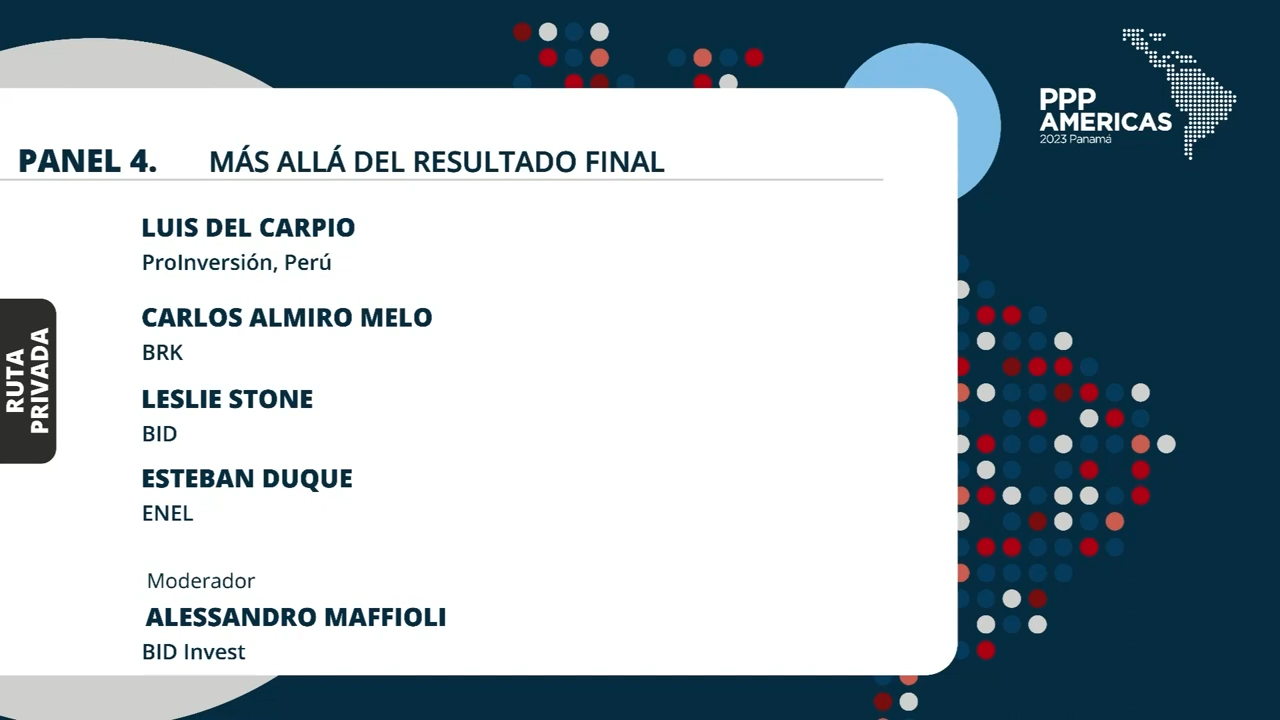 PPP
AMERICAS
2023 Panamá
PANEL 4. MÁS ALLÁ DEL RESULTADO FINAL
LUIS DEL CARPIO
ProInversión, Perú
CARLOS ALMIRO MELO
BRK
LESLIE STONE
BID
ESTEBAN DUQUE
ENEL
Moderador
ALESSANDRO MAFFIOLI
BID Invest
RUTA
PRIVADA